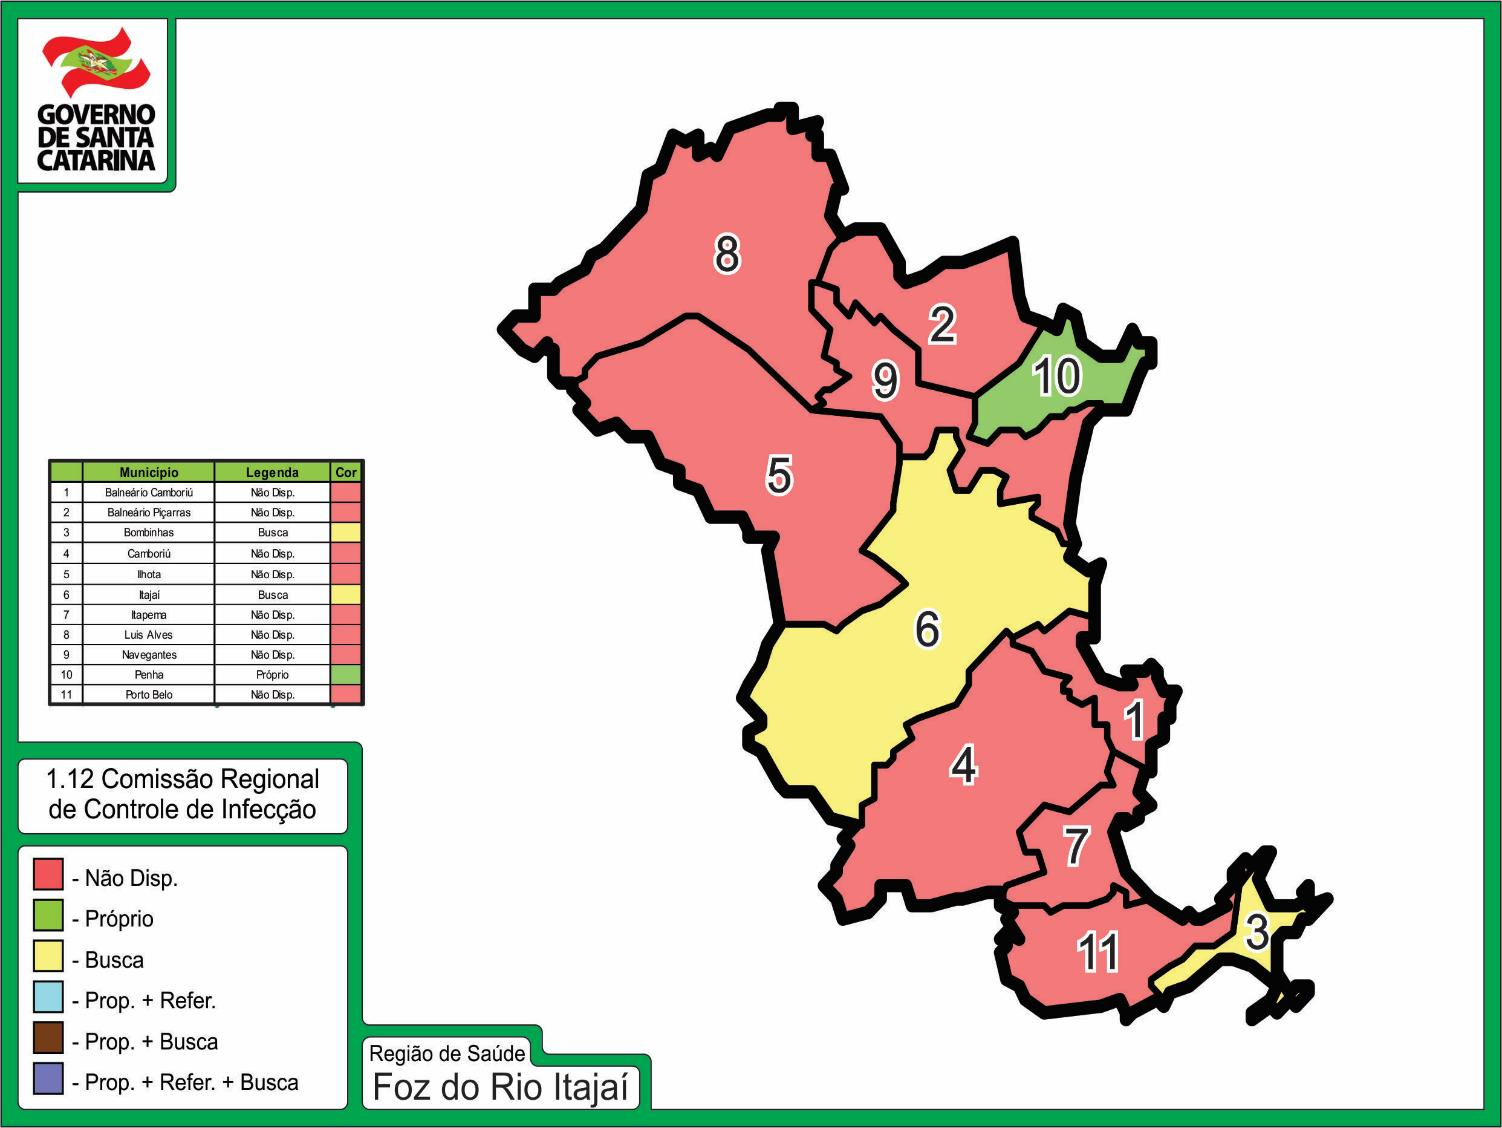 GOVERNO
DE SANTA
CATARINA
8
2
10
9
5
6
1
4
7
3
11
Município Legenda Cor
1 Balneário Camboriú Não Disp.
2 Balneário Piçarras Não Disp.
3 Bombinhas Busca
4 Camboriú Não Disp.
5 Ilhota Não Disp.
6 Itajaí Busca
7 Itapema Não Disp.
8 Luis Alves Não Disp.
9 Navegantes Não Disp.
10 Penha Próprio
11 Porto Belo Não Disp.
1.12 Comissão Regional
de Controle de Infecção
- Não Disp.
- Próprio
- Busca
- Prop. + Refer.
- Prop. + Busca
- Prop. + Refer. + Busca
Região de Saúde
Foz do Rio Itajaí